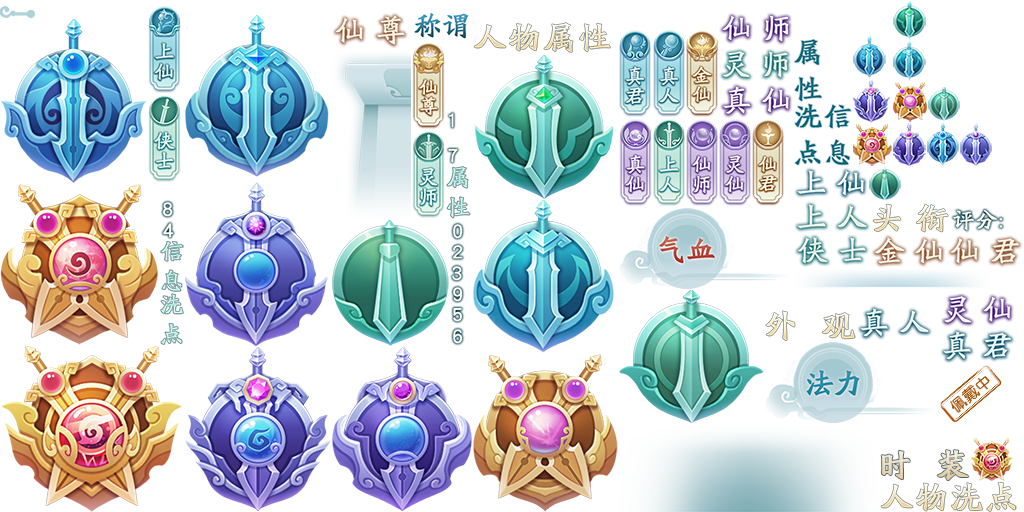 上仙
侠士
仙尊
称谓
仙尊
灵师
人物属性
真君
真人
金仙
真仙
上人
仙师
灵仙
仙君
仙师
灵师
真仙
属性洗点
信息
1
7属性0239 56
84信息洗点
上仙
上人
头衔
评分:
侠士
金仙
仙君
气血
外观
真人
灵仙
真君
法力
佩戴中
时装
人物洗点